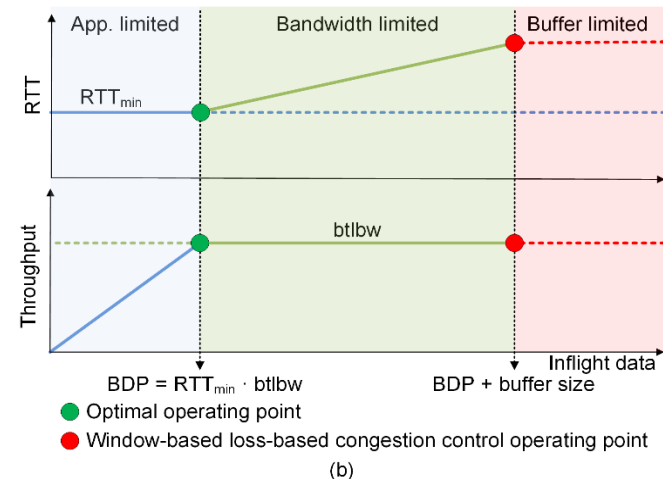 App. limited
Bandwidth limited
Buffer limited
RTT
RTTmin
Throughput
btlbw
Inflight data
BDP = RTTmin · btlbw
BDP + buffer size
Optimal operating point
Window-based loss-based congestion control operating point
(b)